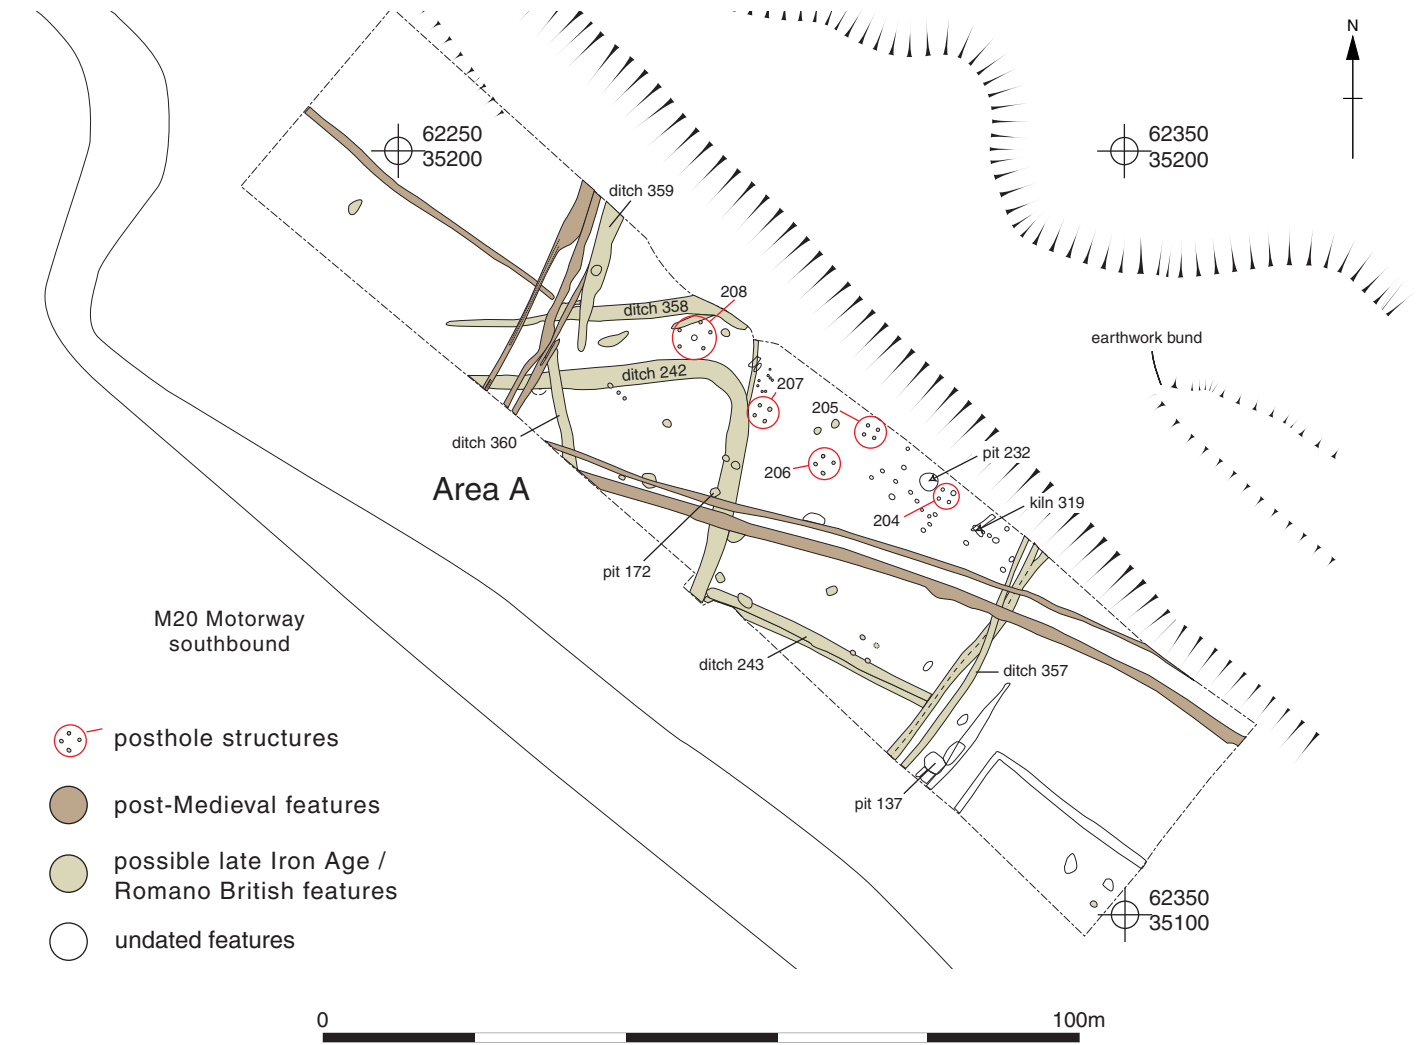 N
62250
35200
62350
35200
ditch 359
208
ditch 358
earthwork bund
ditch 242
207
205
ditch 360
206
pit 232
Area A
204
kiln 319
pit 172
M20 Motorway
southbound
ditch 243
ditch 357
posthole structures
pit 137
post-Medieval features
possible late Iron Age /
Romano British features
62350
35100
undated features
0
100m